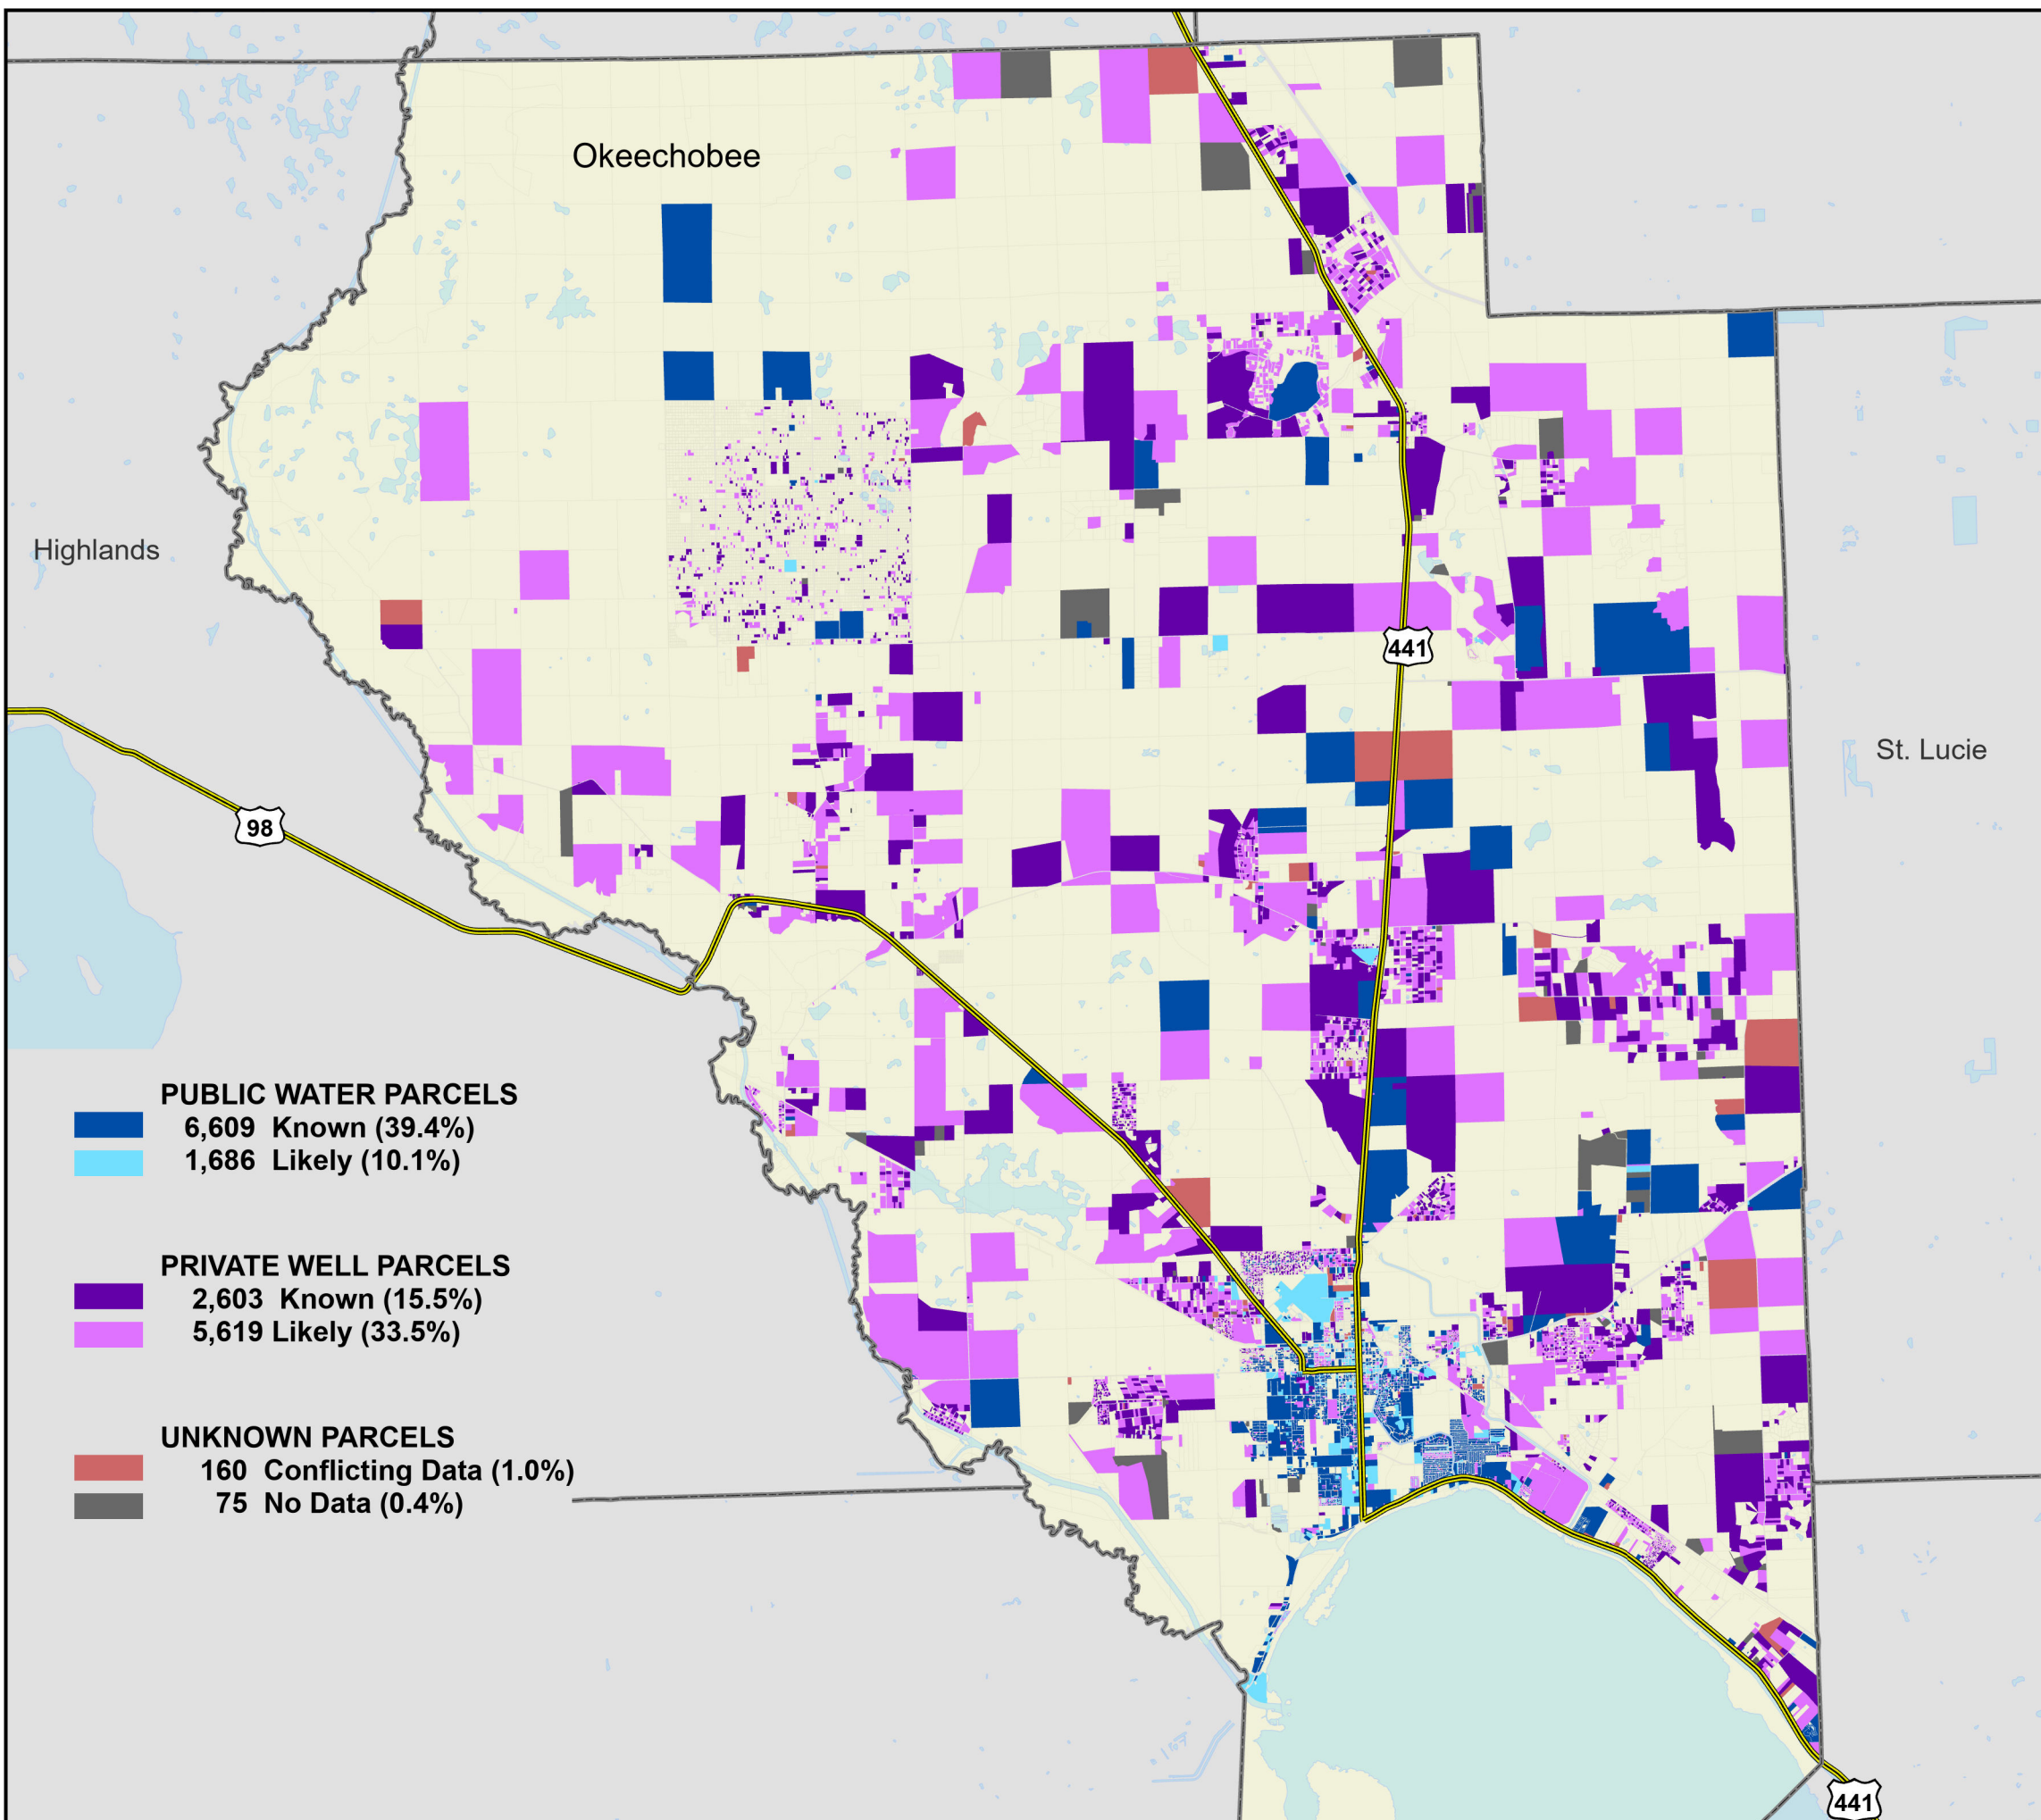 Okeechobee
Highlands
441
St. Lucie
98
PUBLIC WATER PARCELS
6,609 Known (39.4%)
1,686 Likely (10.1%)
PRIVATE WELL PARCELS
2,603 Known (15.5%)
5,619 Likely (33.5%)
UNKNOWN PARCELS
160 Conflicting Data (1.0%)
75 No Data (0.4%)
441